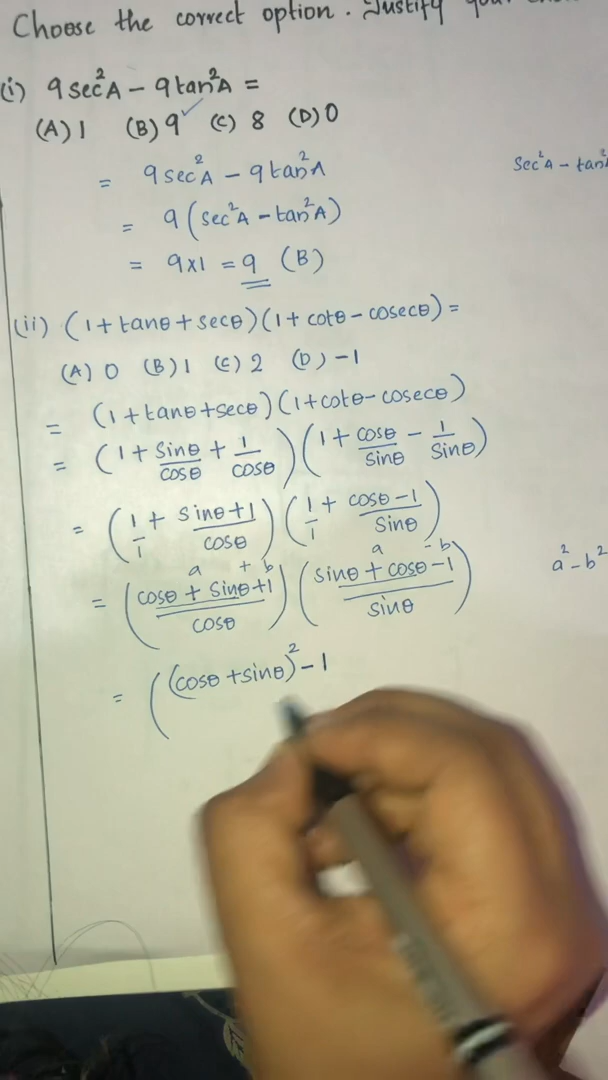 Choose the correct option. Justify your
(i) 9 sec²A – 9 tan²A =
(A) 1 (B) 9 ✓ (C) 8 (D) 0
= 9 sec²A – 9 tan²A
sec²A – tan²
= 9 (sec²A – tan²A)
= 9×1 = 9 (B)
(ii) (1 + tanθ + secθ)(1 + cotθ – cosecθ) =
(A) 0 (B) 1 (C) 2 (D) –1
= (1 + tanθ + secθ)(1 + cotθ – cosecθ)
= (1 + sinθ/cosθ + 1/cosθ)(1 + cosθ/sinθ – 1/sinθ)
= (1/1 + sinθ+1/cosθ)(1/1 + cosθ–1/sinθ)
a + b a – b
= (cosθ + sinθ+1/cosθ)(sinθ + cosθ–1/sinθ)
a² – b²
= ((cosθ + sinθ)² – 1